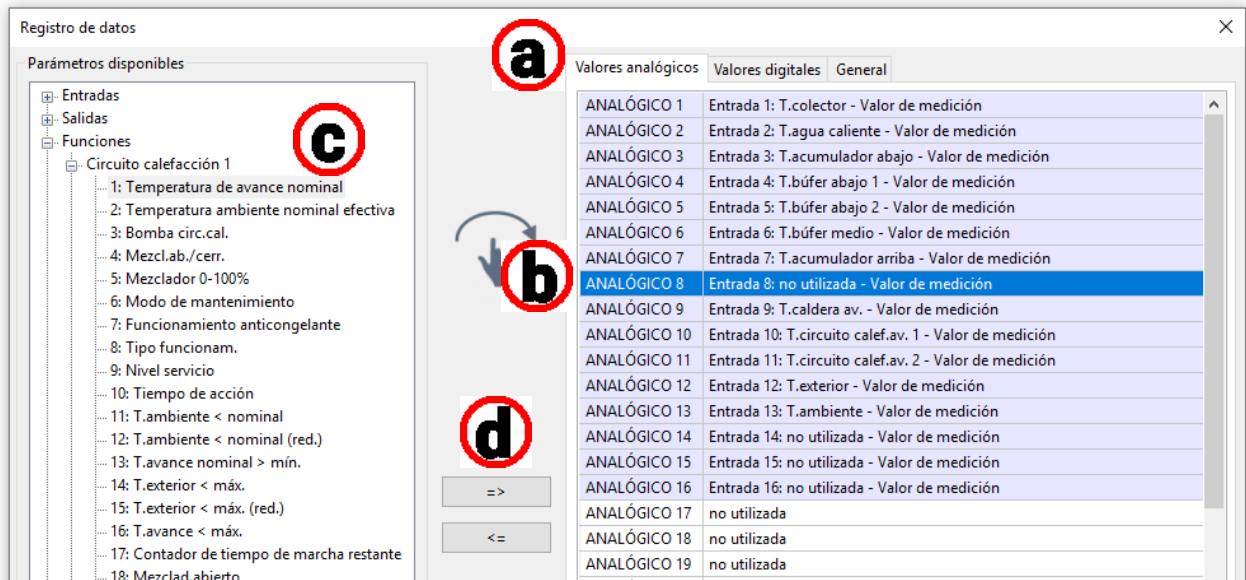 Registro de datos
a
Parámetros disponibles
Valores analógicos Valores digitales General
Entradas
Salidas
Funciones
c
Circuito calefacción 1
1: Temperatura de avance nominal
2: Temperatura ambiente nominal efectiva
3: Bomba circ.cal.
4: Mezcl.ab./cerr.
5: Mezclador 0-100%
6: Modo de mantenimiento
7: Funcionamiento anticongelante
8: Tipo funcionam.
9: Nivel servicio
10: Tiempo de acción
11: T.ambiente < nominal
12: T.ambiente < nominal (red.)
13: T.avance nominal > mín.
14: T.exterior < máx.
15: T.exterior < máx. (red.)
16: T.avance < máx.
17: Contador de tiempo de marcha restante
18: Mezclad.abierto
b
d
=>
<=
ANALÓGICO 1 Entrada 1: T.colector - Valor de medición
ANALÓGICO 2 Entrada 2: T.agua caliente - Valor de medición
ANALÓGICO 3 Entrada 3: T.acumulador abajo - Valor de medición
ANALÓGICO 4 Entrada 4: T.búfer abajo 1 - Valor de medición
ANALÓGICO 5 Entrada 5: T.búfer abajo 2 - Valor de medición
ANALÓGICO 6 Entrada 6: T.búfer medio - Valor de medición
ANALÓGICO 7 Entrada 7: T.acumulador arriba - Valor de medición
ANALÓGICO 8 Entrada 8: no utilizada - Valor de medición
ANALÓGICO 9 Entrada 9: T.caldera av. - Valor de medición
ANALÓGICO 10 Entrada 10: T.circuito calef.av. 1 - Valor de medición
ANALÓGICO 11 Entrada 11: T.circuito calef.av. 2 - Valor de medición
ANALÓGICO 12 Entrada 12: T.exterior - Valor de medición
ANALÓGICO 13 Entrada 13: T.ambiente - Valor de medición
ANALÓGICO 14 Entrada 14: no utilizada - Valor de medición
ANALÓGICO 15 Entrada 15: no utilizada - Valor de medición
ANALÓGICO 16 Entrada 16: no utilizada - Valor de medición
ANALÓGICO 17 no utilizada
ANALÓGICO 18 no utilizada
ANALÓGICO 19 no utilizada